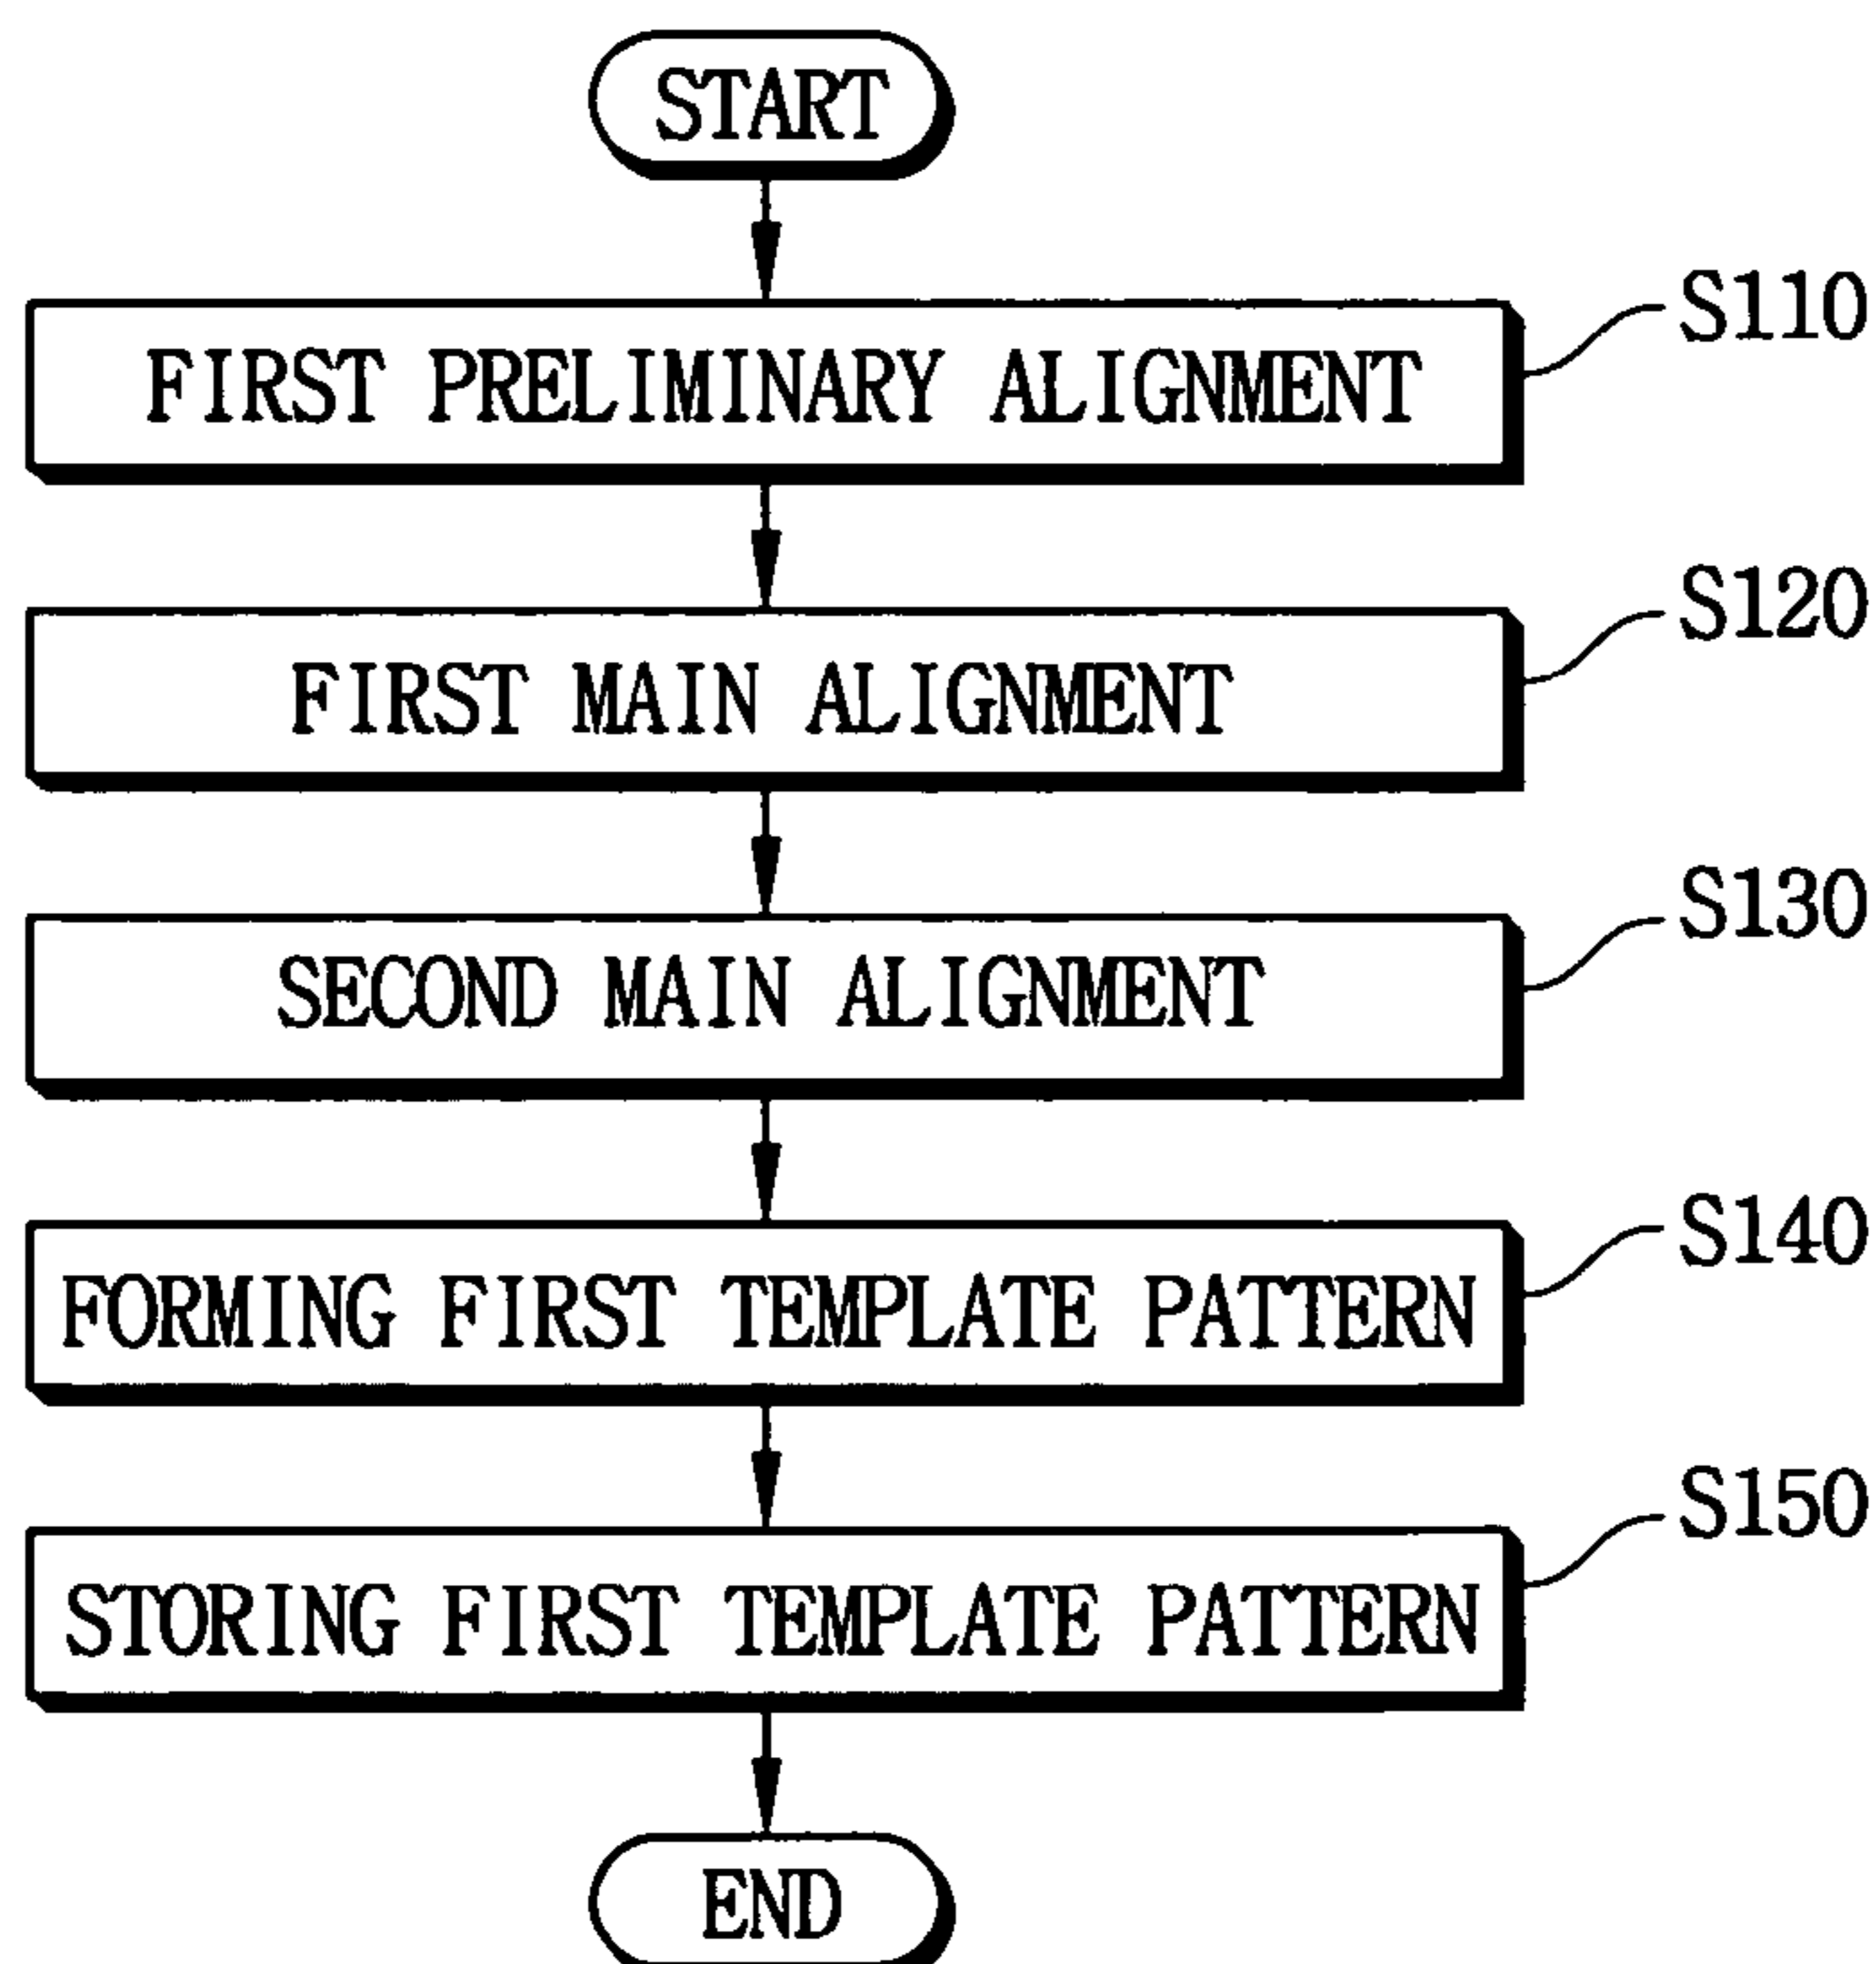 START
FIRST PRELIMINARY ALIGNMENT
S110
FIRST MAIN ALIGNMENT
S120
SECOND MAIN ALIGNMENT
S130
FORMING FIRST TEMPLATE PATTERN
S140
STORING FIRST TEMPLATE PATTERN
S150
END